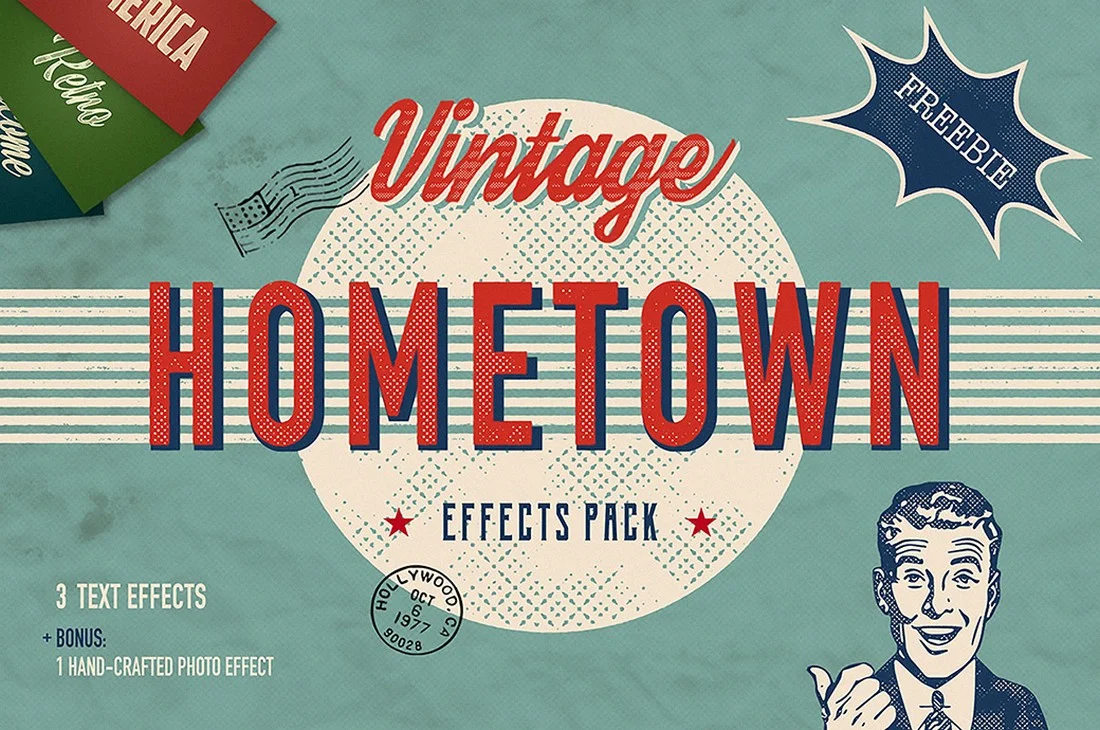 Retro
FREEBIE
Vintage
HOMETOWN
EFFECTS PACK
HOLLYWOOD, CA
OCT
6
1977
90028
3 TEXT EFFECTS
+ BONUS:
1 HAND-CRAFTED PHOTO EFFECT